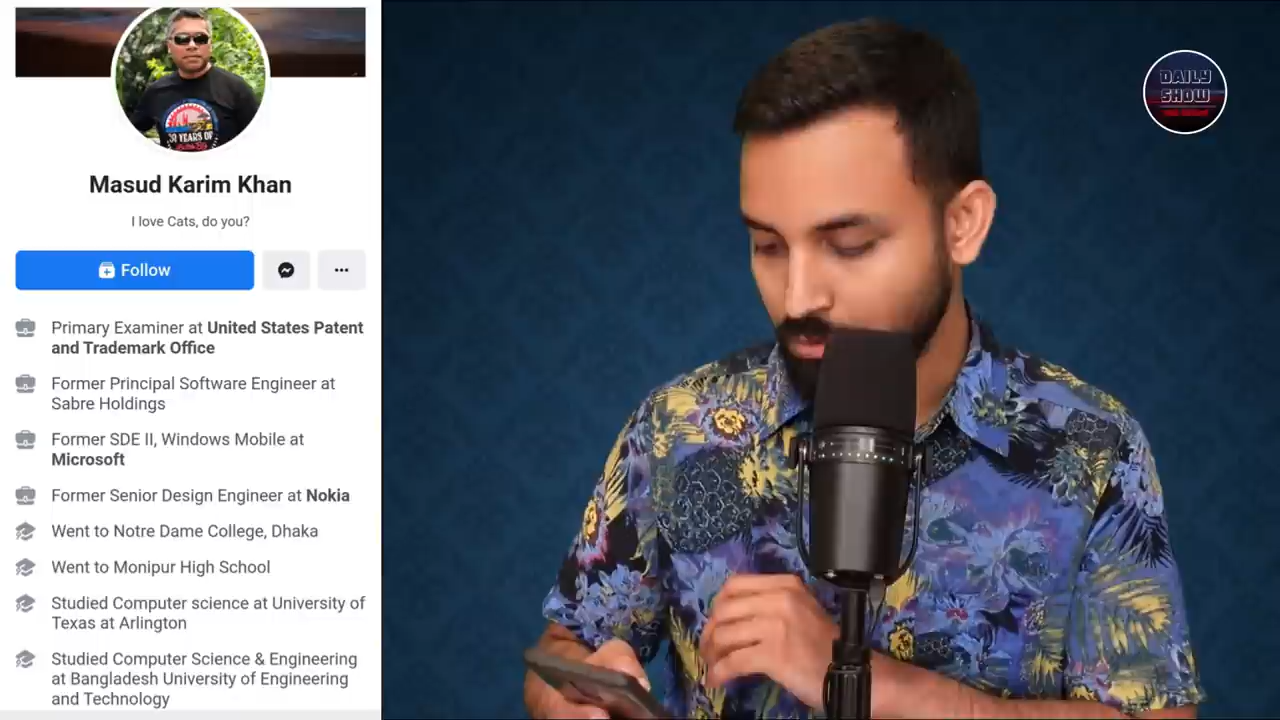 Masud Karim Khan
I love Cats, do you?
Follow
Primary Examiner at United States Patent
and Trademark Office
Former Principal Software Engineer at
Sabre Holdings
Former SDE II, Windows Mobile at
Microsoft
Former Senior Design Engineer at Nokia
Went to Notre Dame College, Dhaka
Went to Monipur High School
Studied Computer science at University of
Texas at Arlington
Studied Computer Science & Engineering
at Bangladesh University of Engineering
and Technology
YEARS OF
DAILY
SHOW